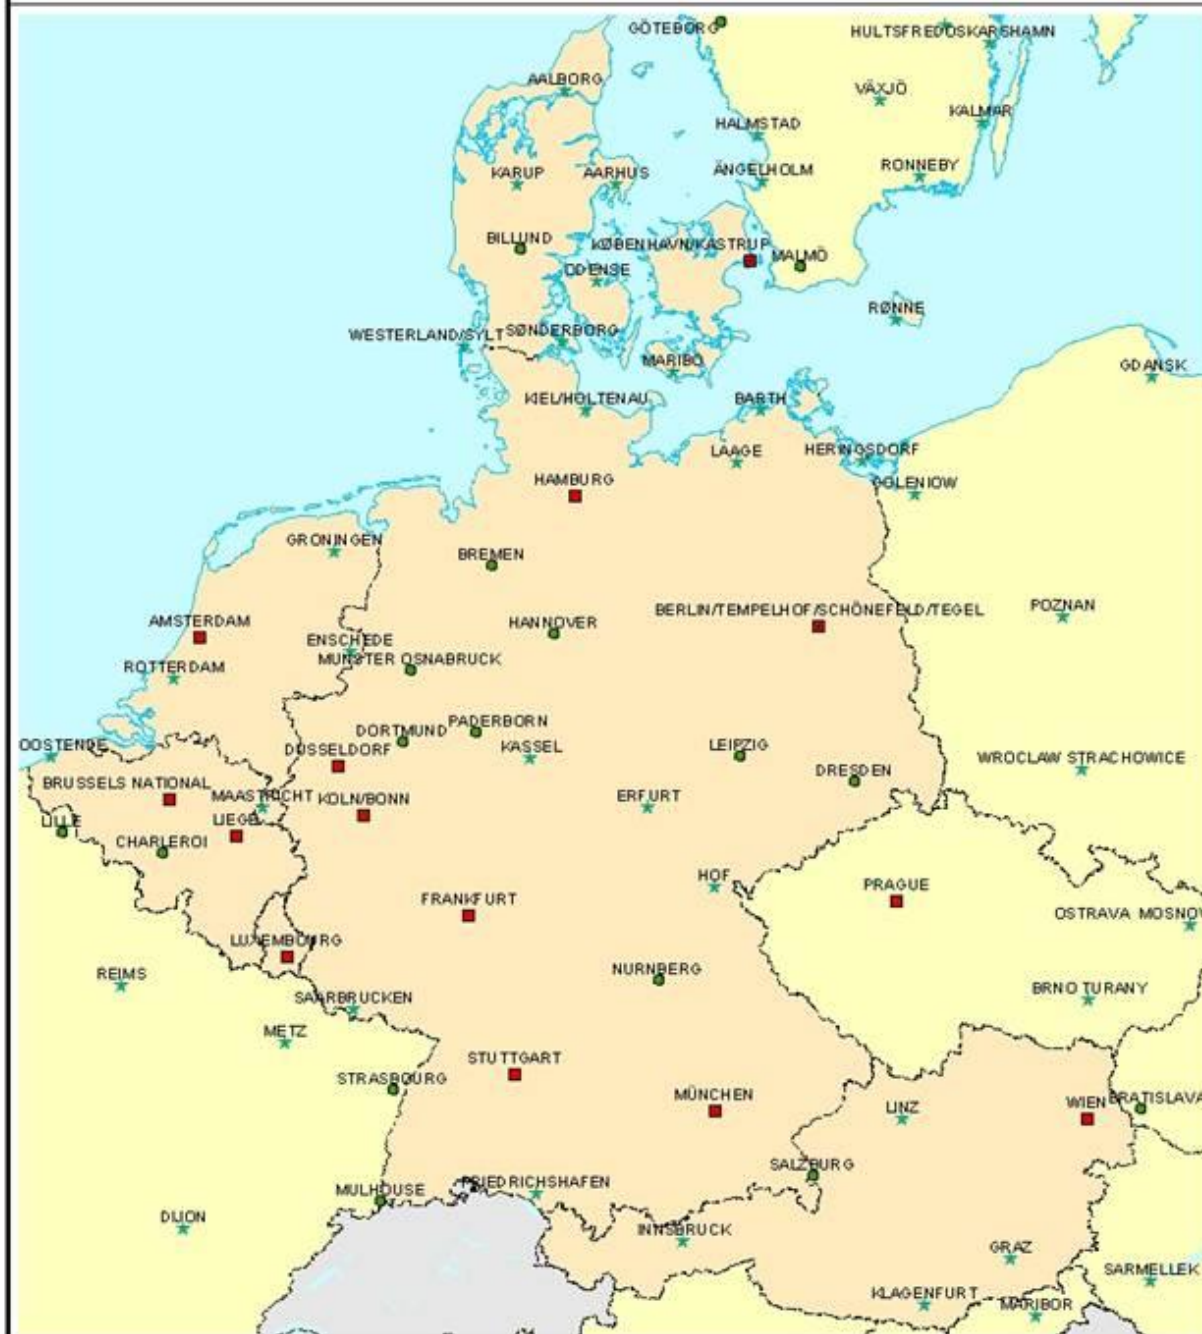 GÖTEBORG
HULTSFREDOSKARSHAMN
AALBORG
VÄXJÖ
KALMAR
HALMSTAD
KARUP
AARHUS
ÄNGELHOLM
RONNEBY
BILLUND
KØBENHAVN/KASTRUP
MALMÖ
ODENSE
RØNNE
WESTERLAND/SYLT
SØNDERBORG
MARIBO
GDANSK
KIEL/HOLTENAU
BARTH
LAAGE
HERINGSDORF
HAMBURG
GOLENIOW
GRONINGEN
BREMEN
AMSTERDAM
HANNOVER
BERLIN/TEMPELHOF/SCHÖNEFELD/TEGEL
POZNAN
ENSCHEDE
MUNSTER OSNABRUCK
ROTTERDAM
OOSTENDE
DORTMUND
PADERBORN
DUSSELDORF
KASSEL
LEIPZIG
WROCLAW STRACHOWICE
BRUSSELS NATIONAL
MAASTRICHT
KOLN/BONN
ERFURT
DRESDEN
LILLE
LIEGE
CHARLEROI
HOF
PRAGUE
FRANKFURT
OSTRAVA MOSNOV
LUXEMBOURG
REIMS
NURNBERG
BRNO TURANY
SAARBRUCKEN
METZ
STUTTGART
STRASBOURG
MÜNCHEN
LINZ
WIEN
BRATISLAVA
SALZBURG
MULHOUSE
FRIEDRICHSHAFEN
DIJON
INNSBRUCK
GRAZ
SARMELLEK
KLAGENFURT
MARIBOR